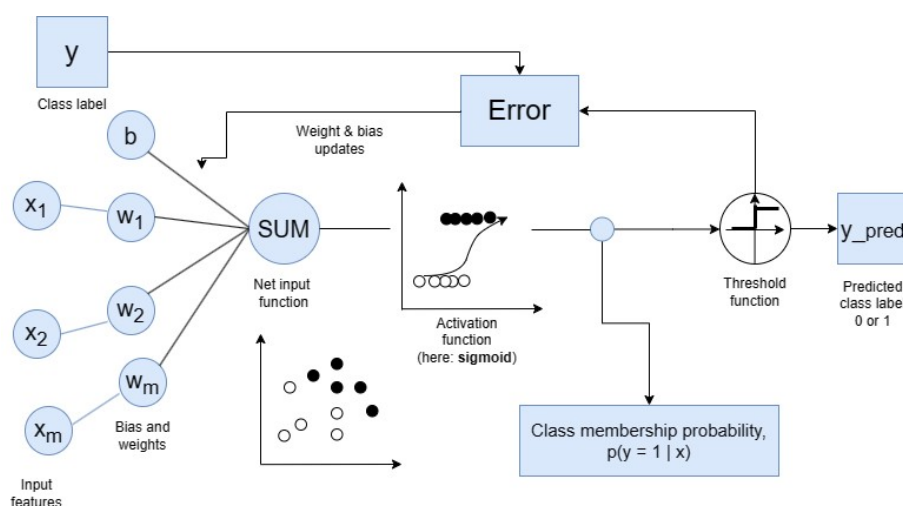 y
Class label
Error
Weight & bias
updates
b
x1
w1
SUM
Net input
function
x2
w2
xm
wm
Bias and
weights
Input
features
Activation
function
(here: sigmoid)
Threshold
function
y_pred
Predicted
class label
0 or 1
Class membership probability,
p(y = 1 | x)